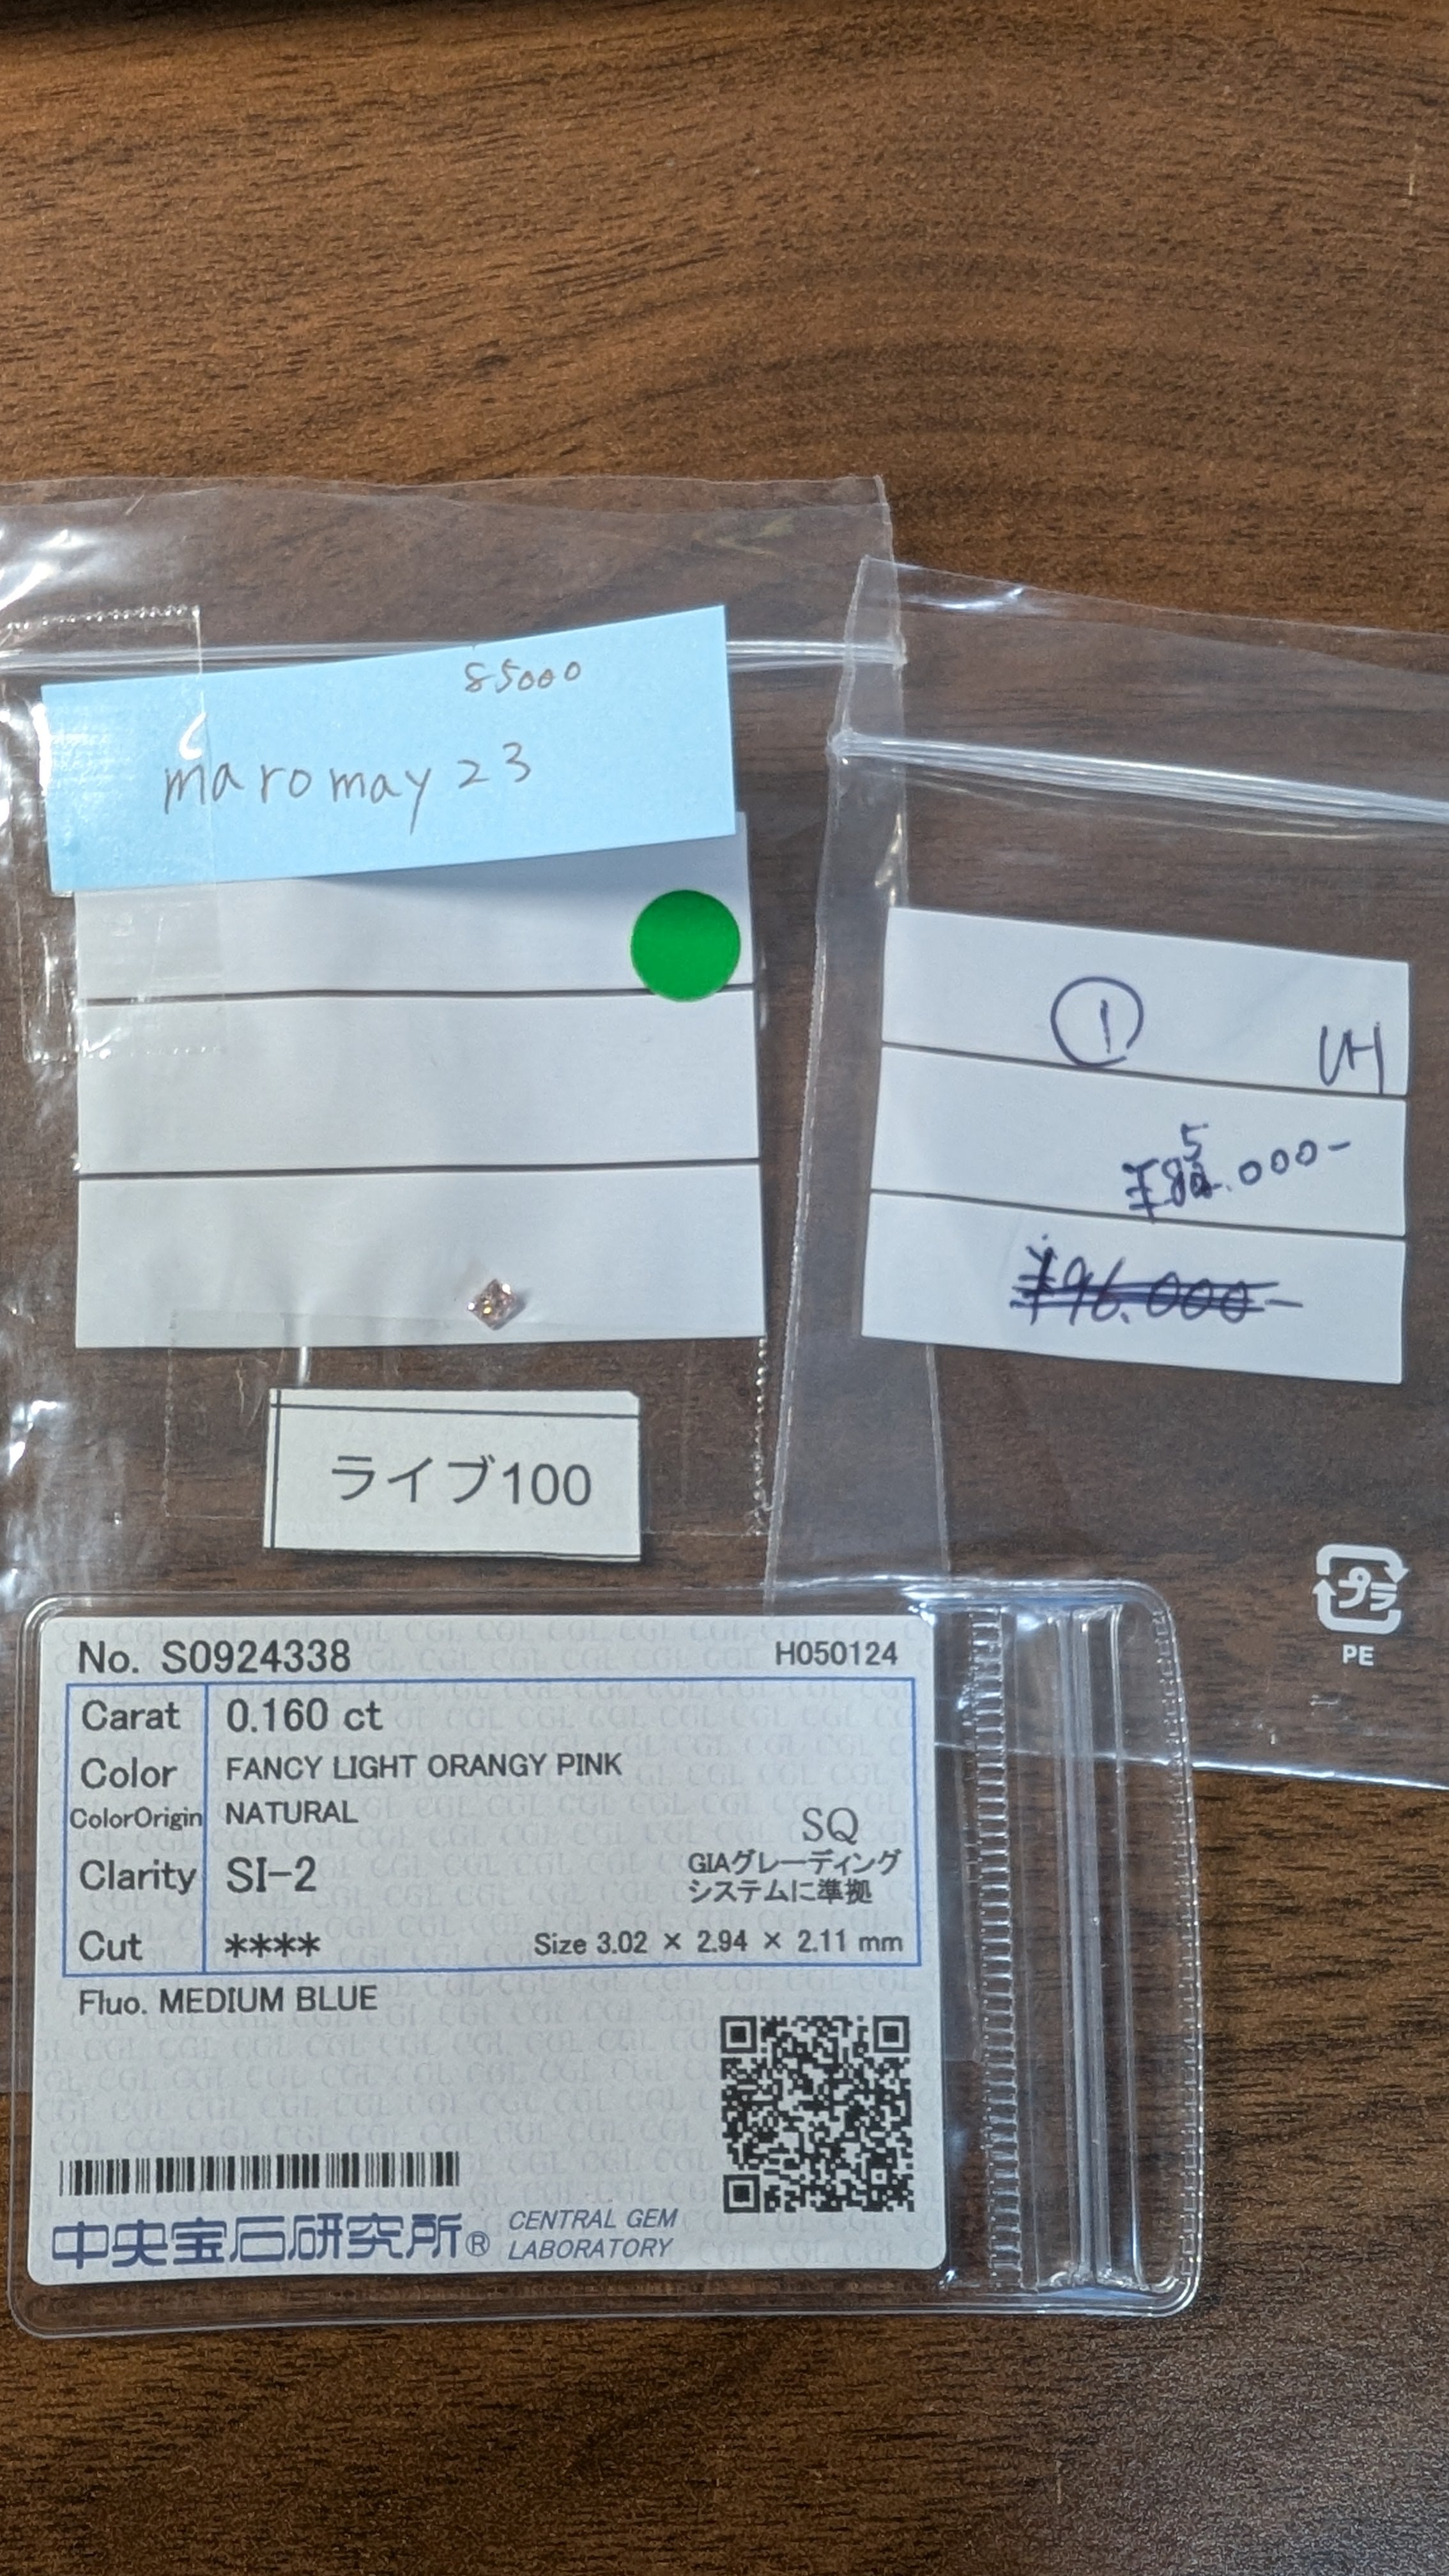 85000
maromay23
①
UH
5
¥96.000-
ライブ100
プラ
PE
No. S0924338
H050124
Carat 0.160 ct
Color FANCY LIGHT ORANGY PINK
ColorOrigin NATURAL
SQ
Clarity SI-2
GIAグレーディング
システムに準拠
Cut ****
Size 3.02 × 2.94 × 2.11 mm
Fluo. MEDIUM BLUE
中央宝石研究所®
CENTRAL GEM
LABORATORY